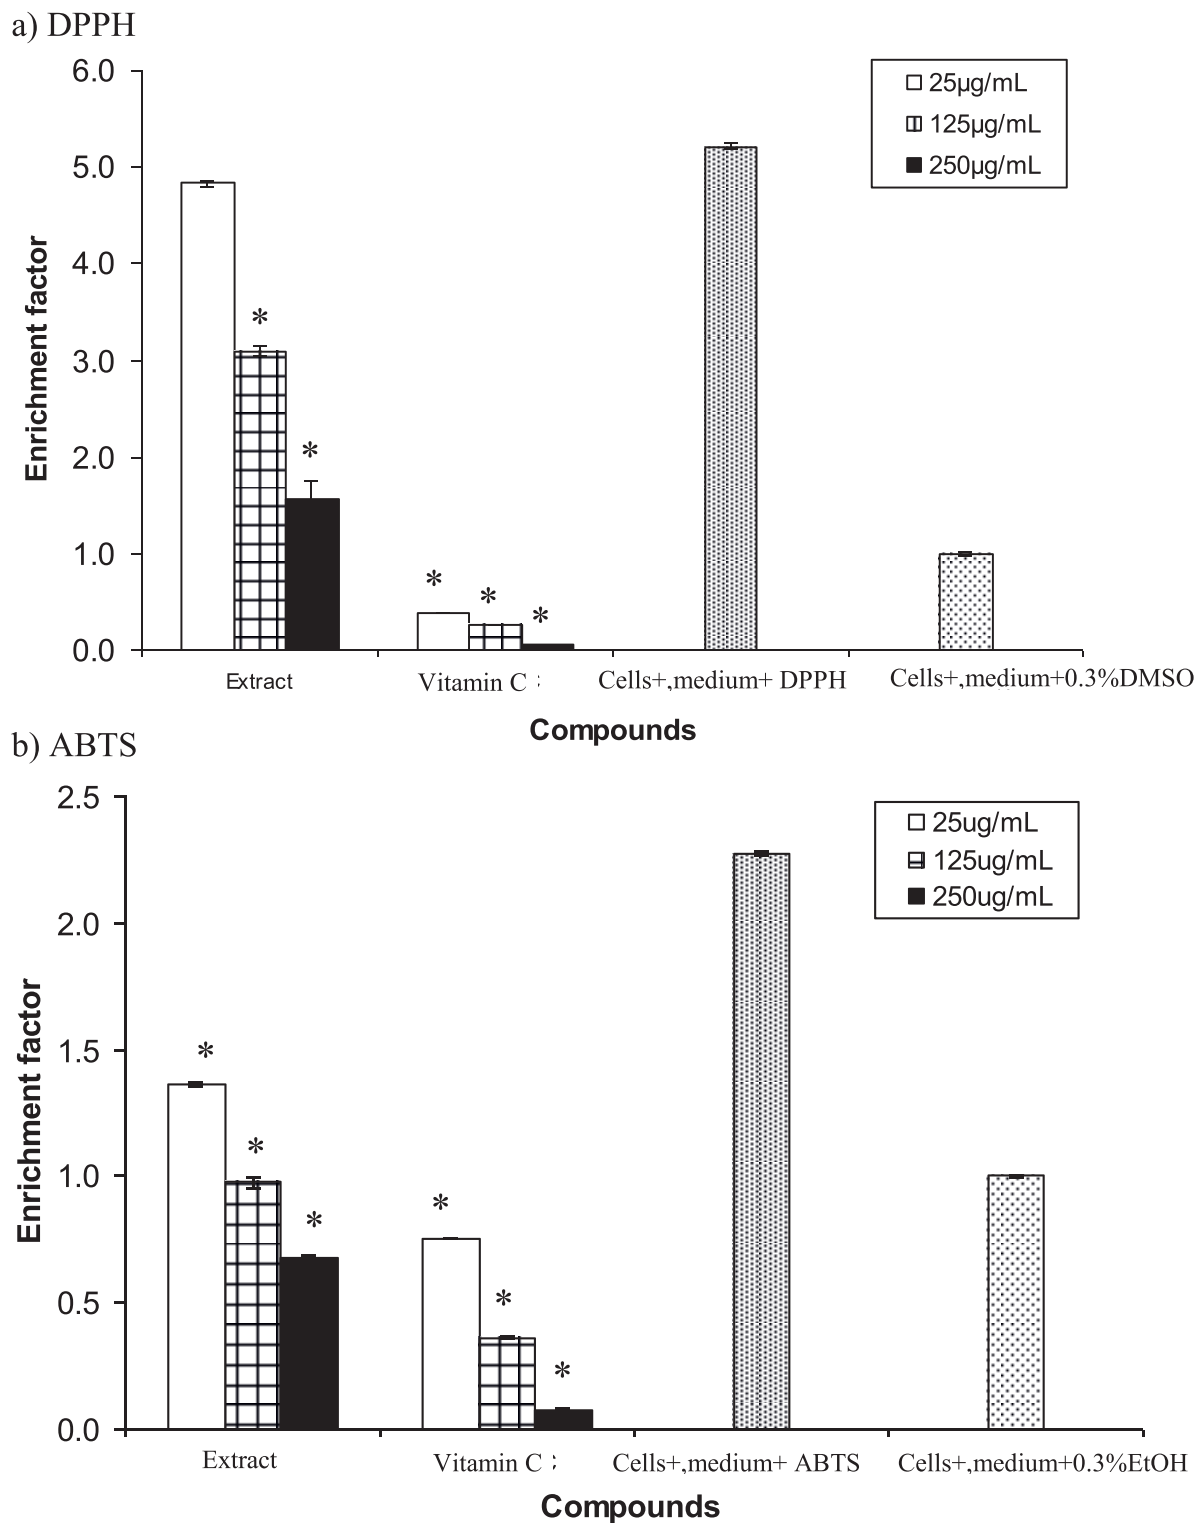 a) DPPH
6.0
5.0
4.0
3.0
2.0
1.0
0.0
Enrichment factor
25µg/mL
125µg/mL
250µg/mL
*
*
*
*
*
Extract
Vitamin C :
Cells+,medium+ DPPH
Cells+,medium+0.3%DMSO
Compounds
b) ABTS
2.5
2.0
1.5
1.0
0.5
0.0
Enrichment factor
25ug/mL
125ug/mL
250ug/mL
*
*
*
*
*
*
Extract
Vitamin C :
Cells+,medium+ ABTS
Cells+,medium+0.3%EtOH
Compounds